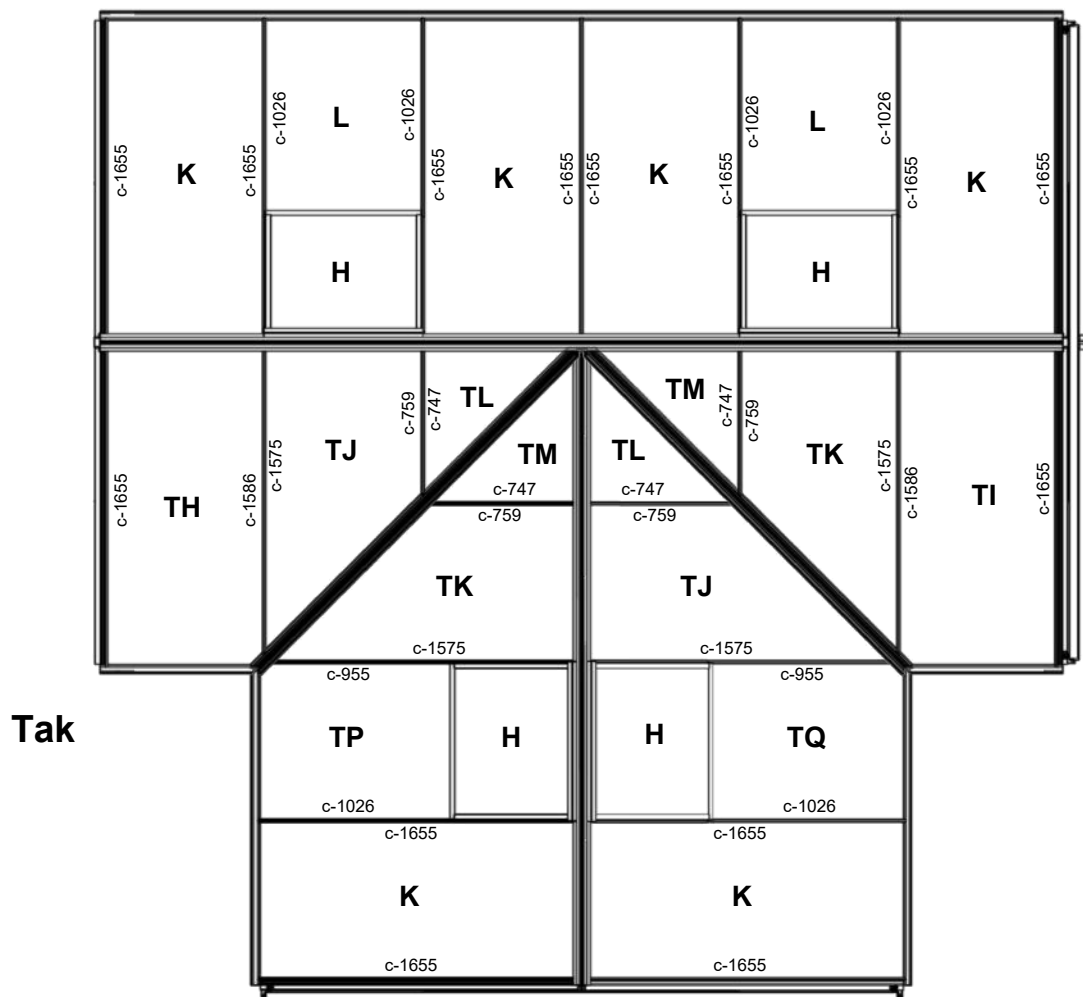 L
L
c-1026
c-1026
c-1026
c-1026
K
K
K
K
c-1655
c-1655
c-1655
c-1655
c-1655
c-1655
c-1655
c-1655
H
H
TL
TM
c-759
c-747
c-747
c-759
TJ
TM
TL
TK
c-747
c-747
c-1655
TH
c-1586
c-1575
c-759
c-759
c-1575
c-1586
TI
c-1655
TK
TJ
c-1575
c-1575
c-955
c-955
Tak
TP
H
H
TQ
c-1026
c-1026
c-1655
c-1655
K
K
c-1655
c-1655